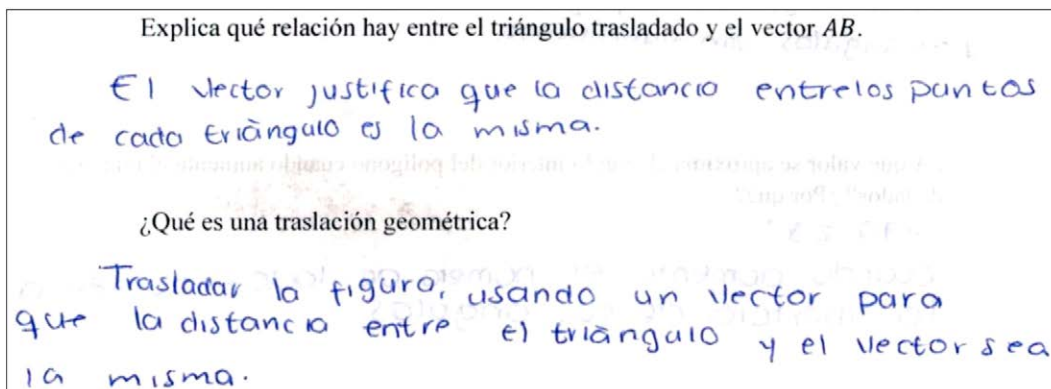 Explica qué relación hay entre el triángulo trasladado y el vector AB.
El vector justifica que la distancia entrelos puntos
de cada triàngulo es la misma.
¿Qué es una traslación geométrica?
Trasladar la figura, usando un vector para
que la distancia entre el triàngulo y el vector sea
la misma.